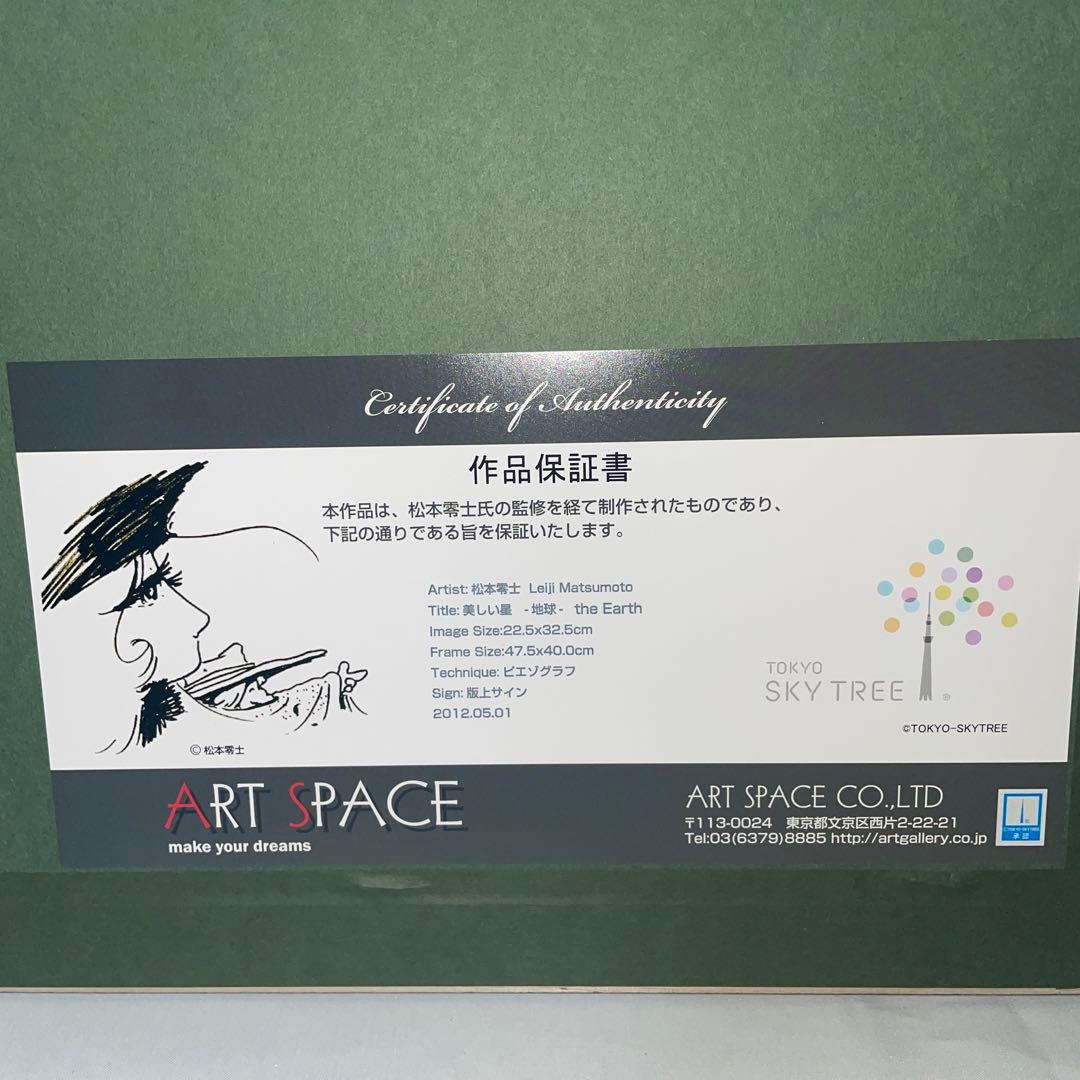 Certificate of Authenticity
作品保証書
本作品は、松本零士氏の監修を経て制作されたものであり、
下記の通りである旨を保証いたします。
Artist: 松本零士 Leiji Matsumoto
Title: 美しい星 -地球- the Earth
Image Size:22.5x32.5cm
Frame Size:47.5x40.0cm
Technique: ピエゾグラフ
Sign: 版上サイン
2012.05.01
© 松本零士
TOKYO
SKY TREE ®
©TOKYO-SKYTREE
ART SPACE
make your dreams
ART SPACE CO.,LTD
〒113-0024 東京都文京区西片2-22-21
Tel:03(6379)8885 http://artgallery.co.jp
承認